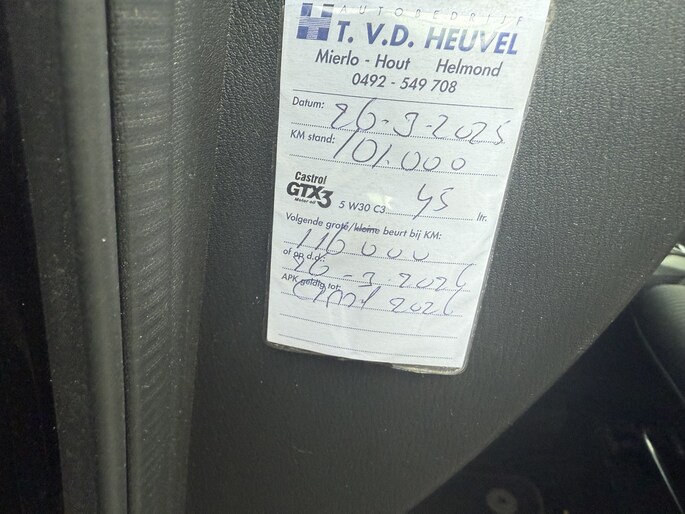 AUTOBEDRIJF
T. V.D. HEUVEL
Mierlo - Hout Helmond
0492 - 549 708
Datum: 26-3-2025
KM stand: 101.000
Castrol
GTX3
Motor oil
5 W30 C3 45 ltr.
Volgende grote/kleine beurt bij KM:
116000
of op d.d.: 26-3-2026
APK geldig tot: 2026